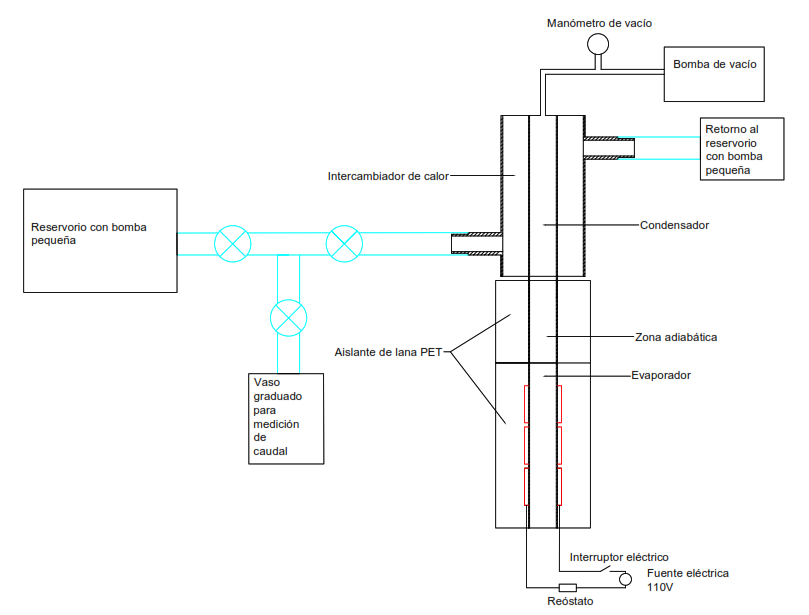 Manómetro de vacío
Bomba de vacío
Retorno al
reservorio
con bomba
pequeña
Intercambiador de calor
Condensador
Reservorio con bomba
pequeña
Zona adiabática
Aislante de lana PET
Evaporador
Vaso
graduado
para
medición
de
caudal
Interruptor eléctrico
Fuente eléctrica
110V
Reóstato